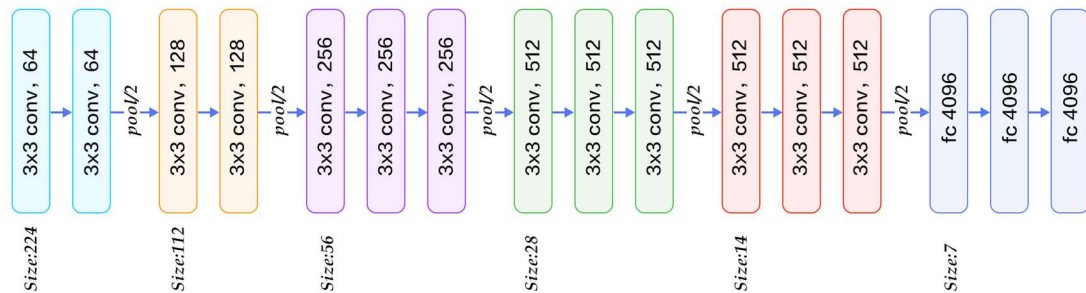 3x3 conv, 64
3x3 conv, 64
pool/2
3x3 conv, 128
3x3 conv, 128
pool/2
3x3 conv, 256
3x3 conv, 256
3x3 conv, 256
pool/2
3x3 conv, 512
3x3 conv, 512
3x3 conv, 512
pool/2
3x3 conv, 512
3x3 conv, 512
3x3 conv, 512
pool/2
fc 4096
fc 4096
fc 4096
Size:224
Size:112
Size:56
Size:28
Size:14
Size:7